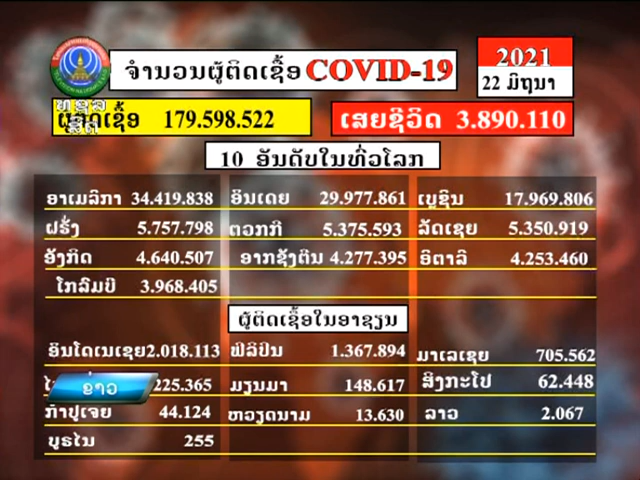 ຈຳນວນຜູ້ຕິດເຊື້ອ COVID-19
2021
22 ມິຖຸນາ
179.598.522
ເສຍຊີວິດ 3.890.110
10 ອັນດັບໃນທົ່ວໂລກ
ອາເມລິກາ 34.419.838 ອິນເດຍ 29.977.861 ເບຼຊິນ 17.969.806
ຝຣັ່ງ 5.757.798 ຕວກກີ 5.375.593 ລັດເຊຍ 5.350.919
ອັງກິດ 4.640.507 ອາກຊັງຕິນ 4.277.395 ອິຕາລີ 4.253.460
ໂກລົມບີ 3.968.405
ຜູ້ຕິດເຊື້ອໃນອາຊຽນ
ອິນໂດເນເຊຍ 2.018.113 ຟີລິປິນ 1.367.894 ມາເລເຊຍ 705.562
ຂ່າວ 225.365 ມຽນມາ 148.617 ສິງກະໂປ 62.448
ກຳປູເຈຍ 44.124 ຫວຽດນາມ 13.630 ລາວ 2.067
ບຣູໄນ 255